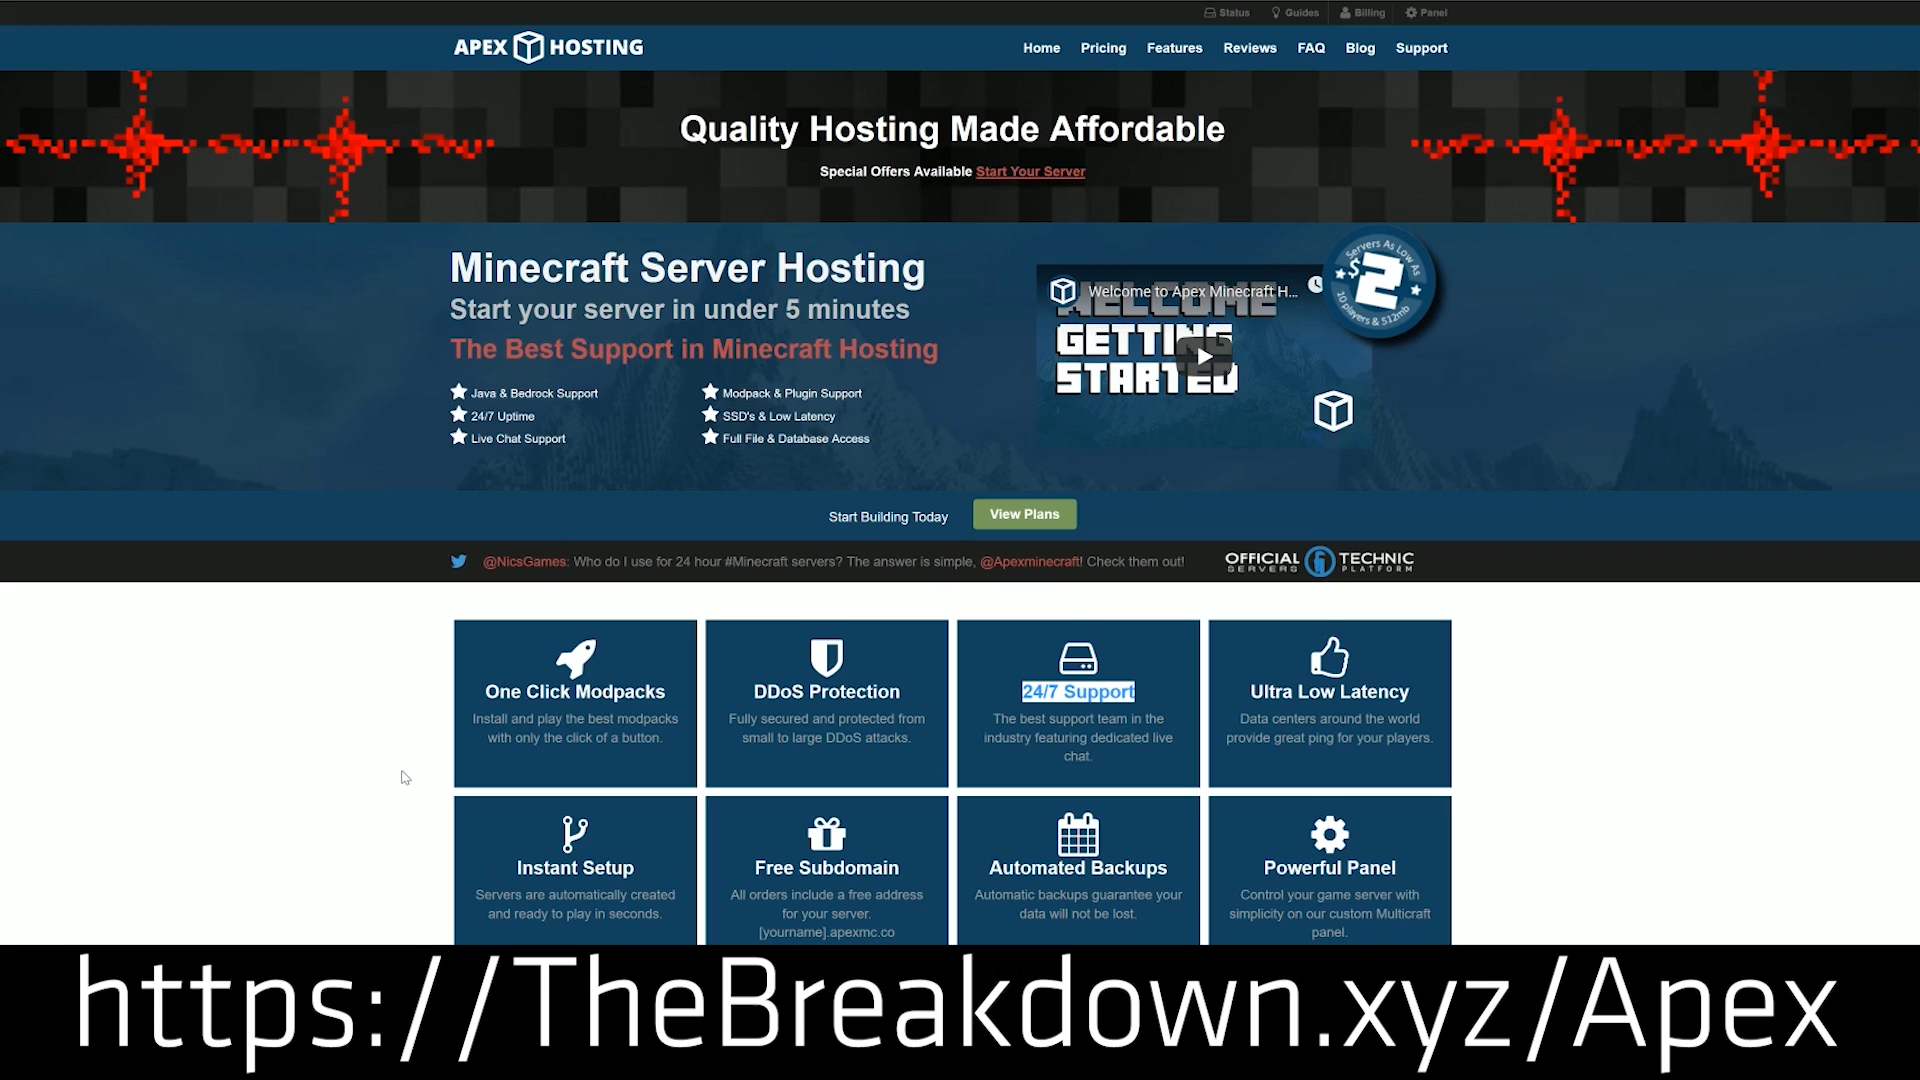 Status Guides Billing Panel
APEX HOSTING
Home Pricing Features Reviews FAQ Blog Support
Quality Hosting Made Affordable
Special Offers Available Start Your Server
Minecraft Server Hosting
Start your server in under 5 minutes
The Best Support in Minecraft Hosting
Java & Bedrock Support
Modpack & Plugin Support
24/7 Uptime
SSD's & Low Latency
Live Chat Support
Full File & Database Access
Welcome to Apex Minecraft H...
WELCOME
GETTING
STARTED
Servers As Low As
$2
10 players & 512mb
Start Building Today
View Plans
@NicsGames: Who do I use for 24 hour #Minecraft servers? The answer is simple, @Apexminecraft! Check them out!
OFFICIAL TECHNIC
SERVERS PLATFORM
One Click Modpacks
Install and play the best modpacks
with only the click of a button.
DDoS Protection
Fully secured and protected from
small to large DDoS attacks.
24/7 Support
The best support team in the
industry featuring dedicated live
chat.
Ultra Low Latency
Data centers around the world
provide great ping for your players.
Instant Setup
Servers are automatically created
and ready to play in seconds.
Free Subdomain
All orders include a free address
for your server.
[yourname].apexmc.co
Automated Backups
Automatic backups guarantee your
data will not be lost.
Powerful Panel
Control your game server with
simplicity on our custom Multicraft
panel.
https://TheBreakdown.xyz/Apex